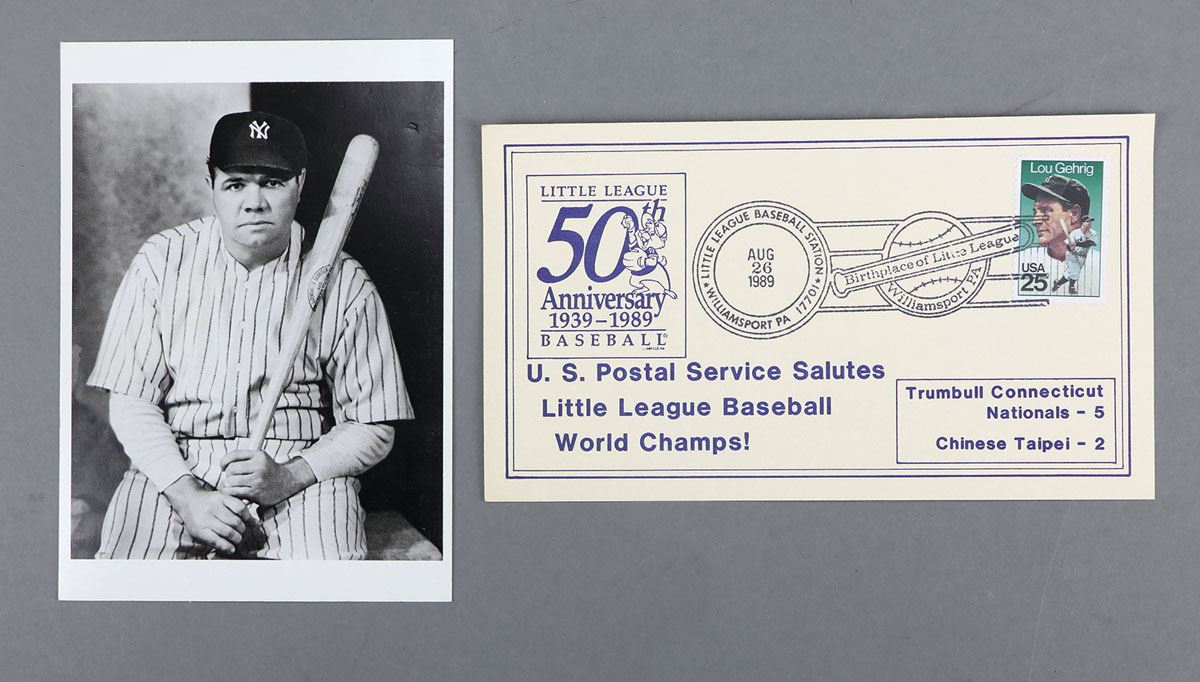 NY
LITTLE LEAGUE
50th
Anniversary
1939-1989
BASEBALL
LITTLE LEAGUE BASEBALL STATION
AUG
26
1989
WILLIAMSPORT PA 17701
Birthplace of Little League
Williamsport PA
Lou Gehrig
USA
25
U. S. Postal Service Salutes
Little League Baseball
World Champs!
Trumbull Connecticut
Nationals - 5
Chinese Taipei - 2